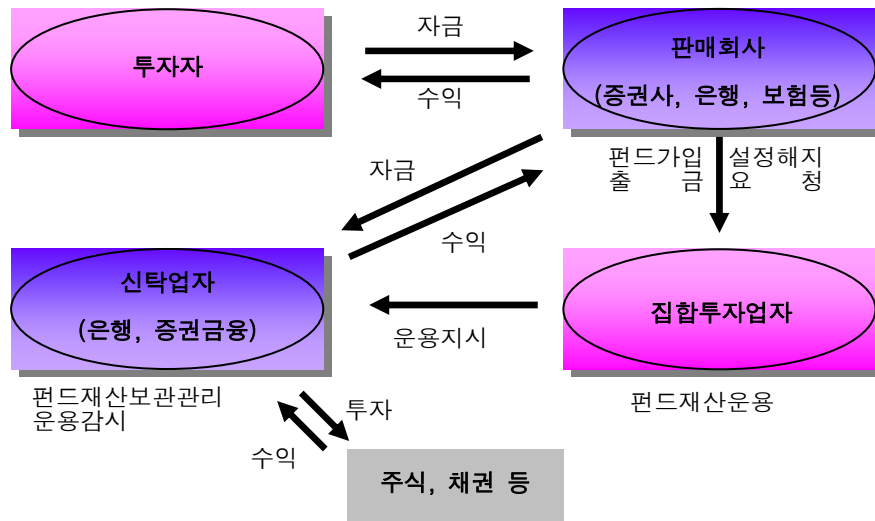 투자자
자금
수익
판매회사
(증권사, 은행, 보험등)
펀드가입
출 금
설정해지
요 청
자금
수익
신탁업자
(은행, 증권금융)
펀드재산보관관리
운용감시
운용지시
집합투자업자
펀드재산운용
투자
수익
주식, 채권 등